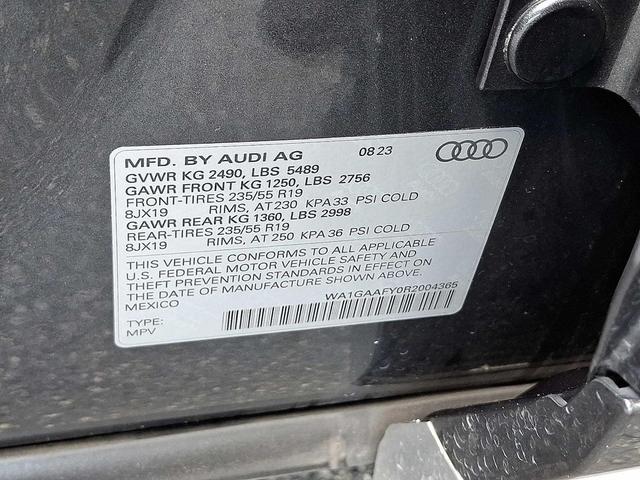 MFD. BY AUDI AG 08 23
GVWR KG 2490, LBS 5489
GAWR FRONT KG 1250, LBS 2756
FRONT-TIRES 235/55 R19
8JX19 RIMS, AT 230 KPA 33 PSI COLD
GAWR REAR KG 1360, LBS 2998
REAR-TIRES 235/55 R19
8JX19 RIMS, AT 250 KPA 36 PSI COLD
THIS VEHICLE CONFORMS TO ALL APPLICABLE
U.S. FEDERAL MOTOR VEHICLE SAFETY AND
THEFT PREVENTION STANDARDS IN EFFECT ON
THE DATE OF MANUFACTURE SHOWN ABOVE.
MEXICO
WA1GAAFY0R2004365
TYPE:
MPV